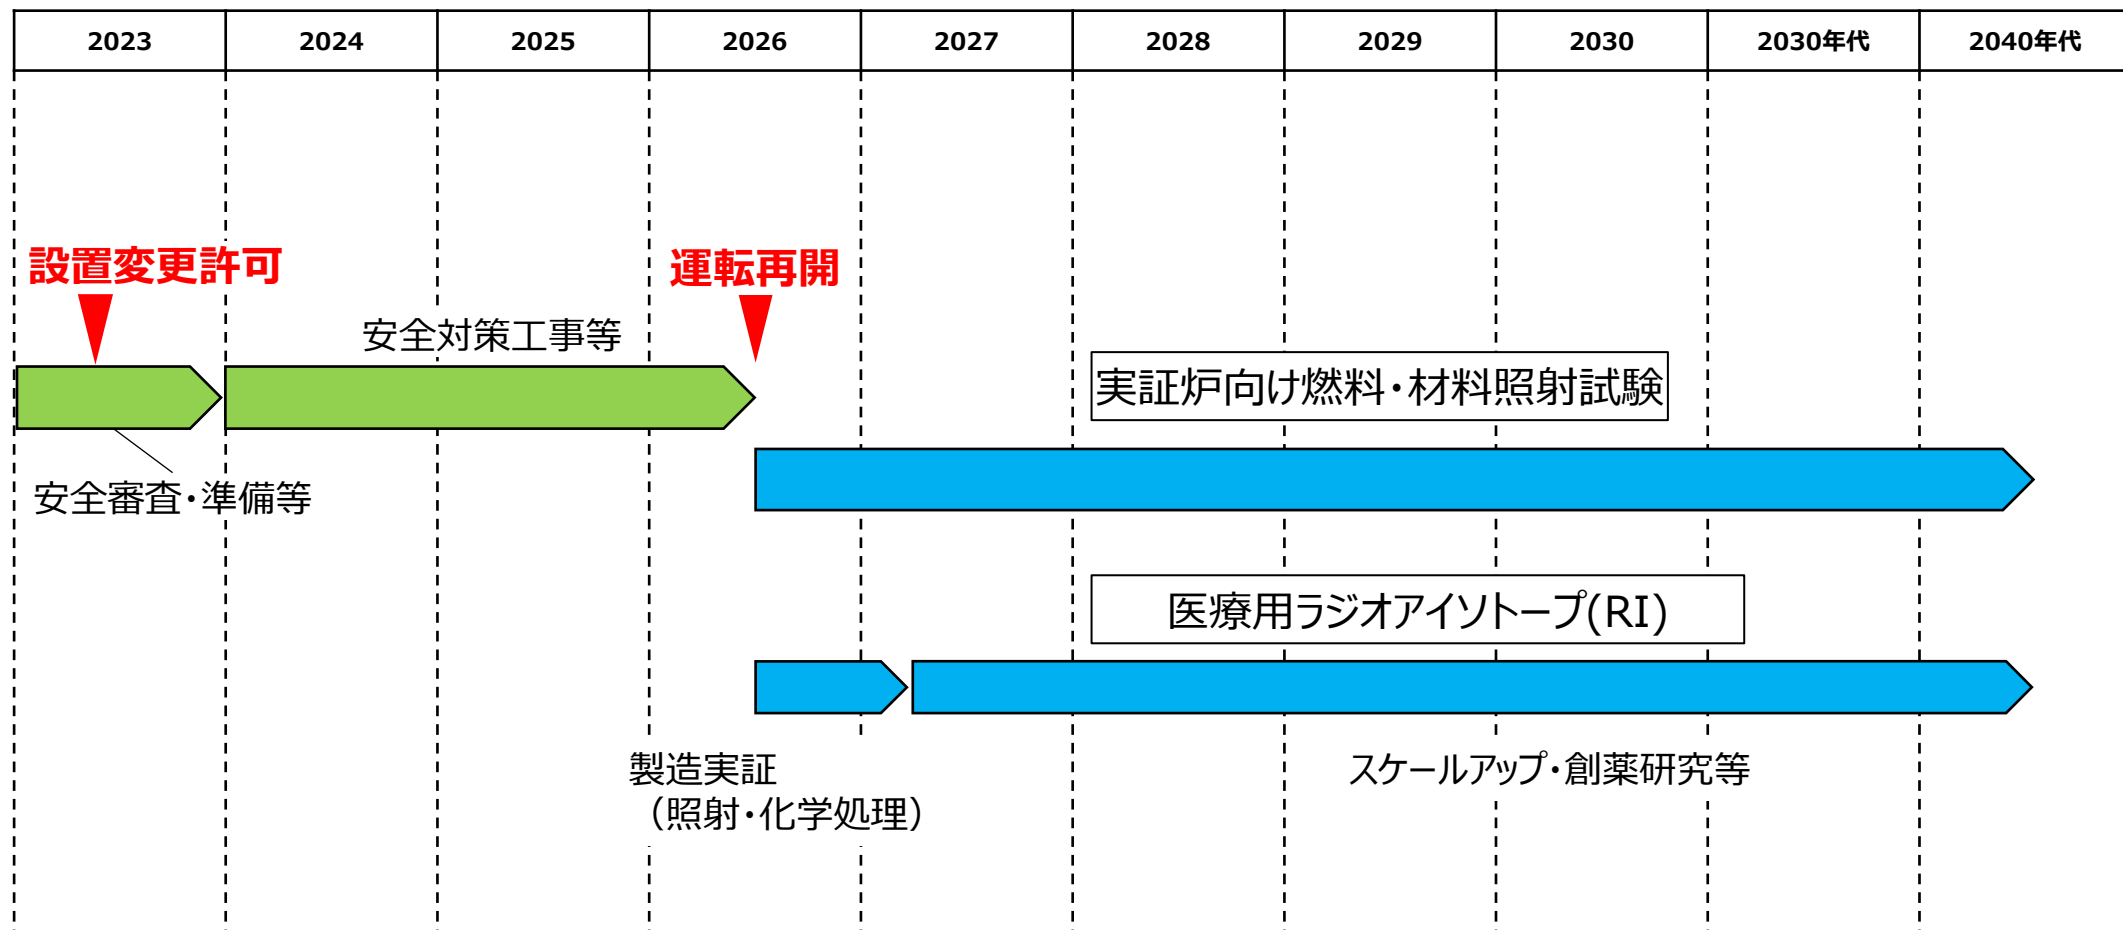 2023 2024 2025 2026 2027 2028 2029 2030 2030年代 2040年代
設置変更許可
運転再開
安全対策工事等
安全審査・準備等
実証炉向け燃料・材料照射試験
医療用ラジオアイソトープ(RI)
製造実証
（照射・化学処理）
スケールアップ・創薬研究等